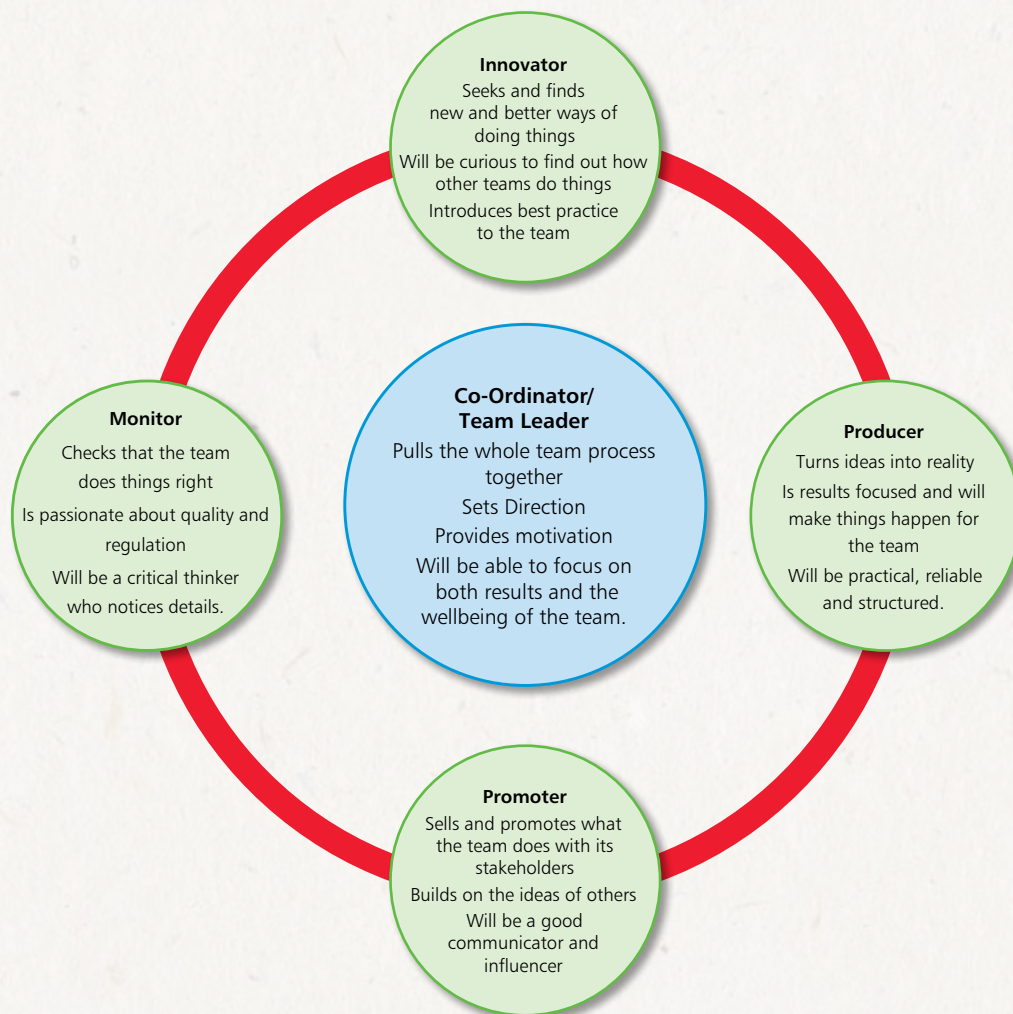 Innovator
Seeks and finds
new and better ways of
doing things
Will be curious to find out how
other teams do things
Introduces best practice
to the team
Co-Ordinator/
Team Leader
Pulls the whole team process
together
Sets Direction
Provides motivation
Will be able to focus on
both results and the
wellbeing of the team.
Monitor
Checks that the team
does things right
Is passionate about quality and
regulation
Will be a critical thinker
who notices details.
Producer
Turns ideas into reality
Is results focused and will
make things happen for
the team
Will be practical, reliable
and structured.
Promoter
Sells and promotes what
the team does with its
stakeholders
Builds on the ideas of others
Will be a good
communicator and
influencer